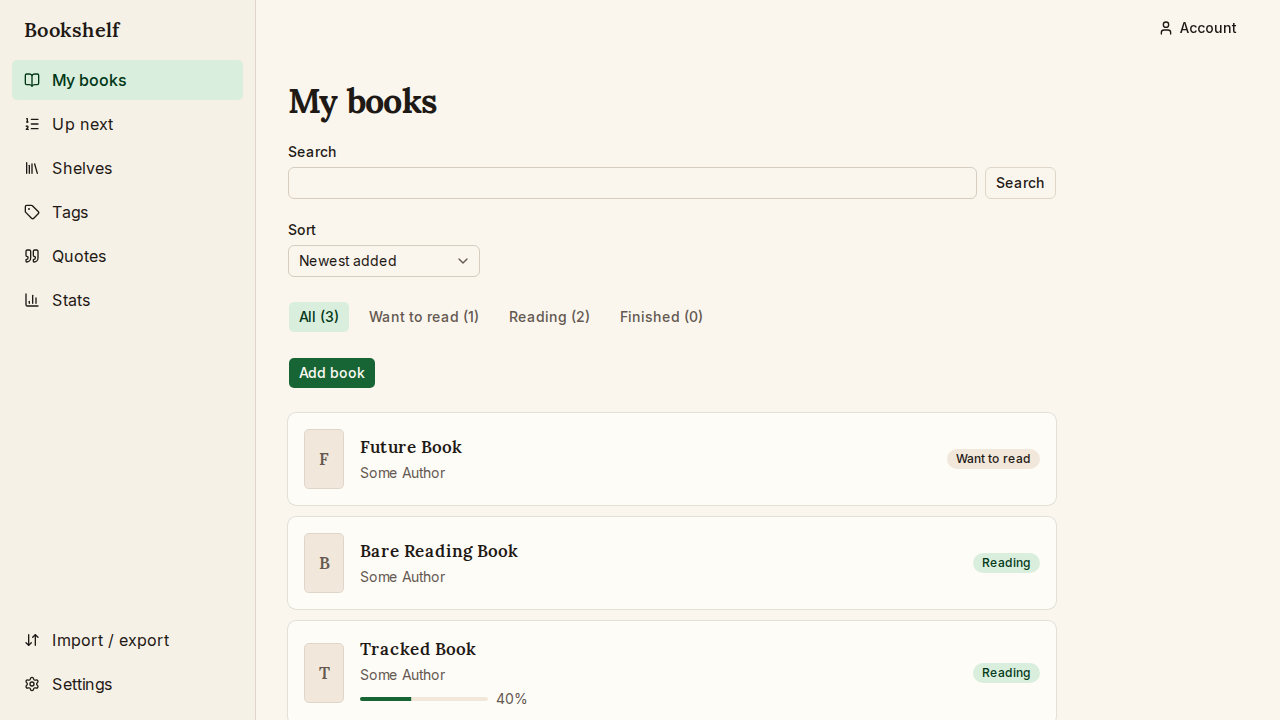 Bookshelf
My books
Up next
Shelves
Tags
Quotes
Stats
Import / export
Settings
Account
My books
Search
Search
Sort
Newest added
All (3) Want to read (1) Reading (2) Finished (0)
Add book
F
Future Book
Some Author
Want to read
B
Bare Reading Book
Some Author
Reading
T
Tracked Book
Some Author
40%
Reading